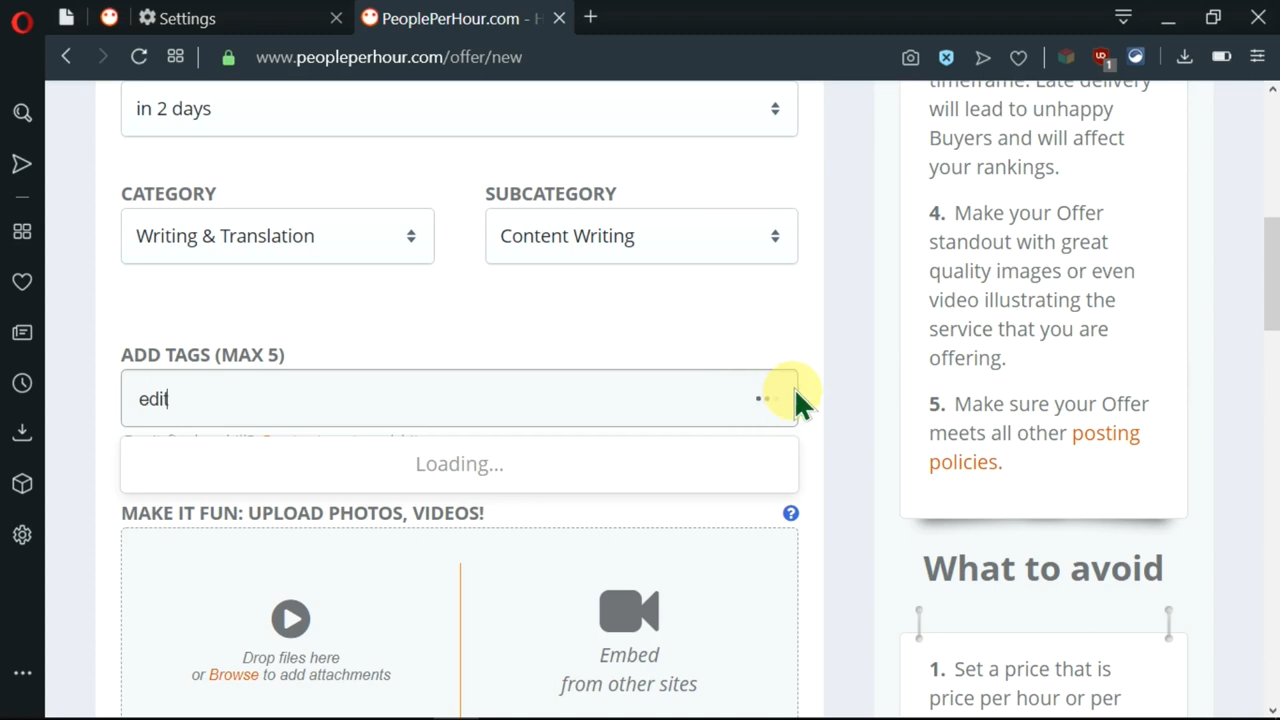 Settings
PeoplePerHour.com - H
www.peopleperhour.com/offer/new
1
in 2 days
CATEGORY
SUBCATEGORY
Writing & Translation
Content Writing
ADD TAGS (MAX 5)
edit
Loading...
MAKE IT FUN: UPLOAD PHOTOS, VIDEOS!
?
Drop files here
or Browse to add attachments
Embed
from other sites
timeframe. Late delivery
will lead to unhappy
Buyers and will affect
your rankings.
4. Make your Offer
standout with great
quality images or even
video illustrating the
service that you are
offering.
5. Make sure your Offer
meets all other posting
policies.
What to avoid
1. Set a price that is
price per hour or per